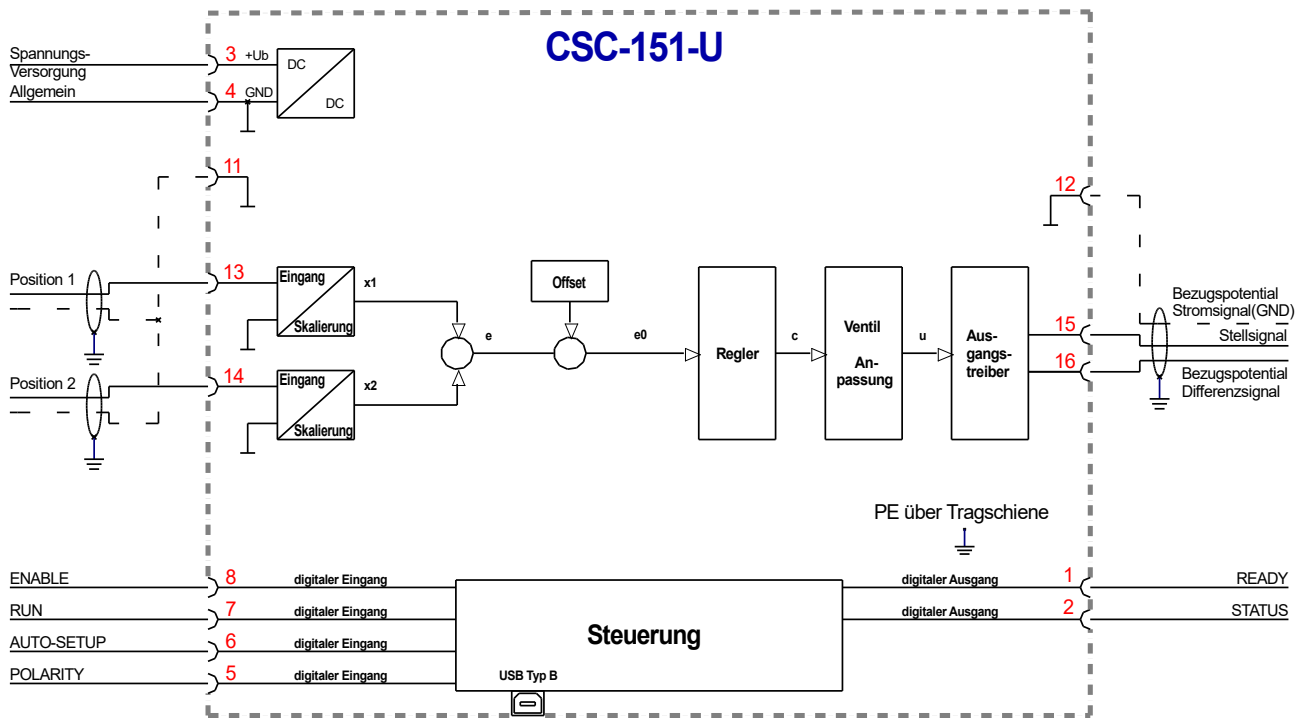 CSC-151-U
Spannungs-
Versorgung
3 +Ub
Allgemein
4 GND
DC
DC
11
12
Position 1
13
Eingang
Skalierung
x1
Position 2
14
Eingang
Skalierung
x2
e
Offset
e0
Regler
c
Ventil
An-
passung
u
Aus-
gangs-
treiber
15
16
Bezugspotential
Stromsignal(GND)
Stellsignal
Bezugspotential
Differenzsignal
PE über Tragschiene
ENABLE 8 digitaler Eingang
RUN 7 digitaler Eingang
AUTO-SETUP 6 digitaler Eingang
POLARITY 5 digitaler Eingang
Steuerung
USB Typ B
digitaler Ausgang 1 READY
digitaler Ausgang 2 STATUS